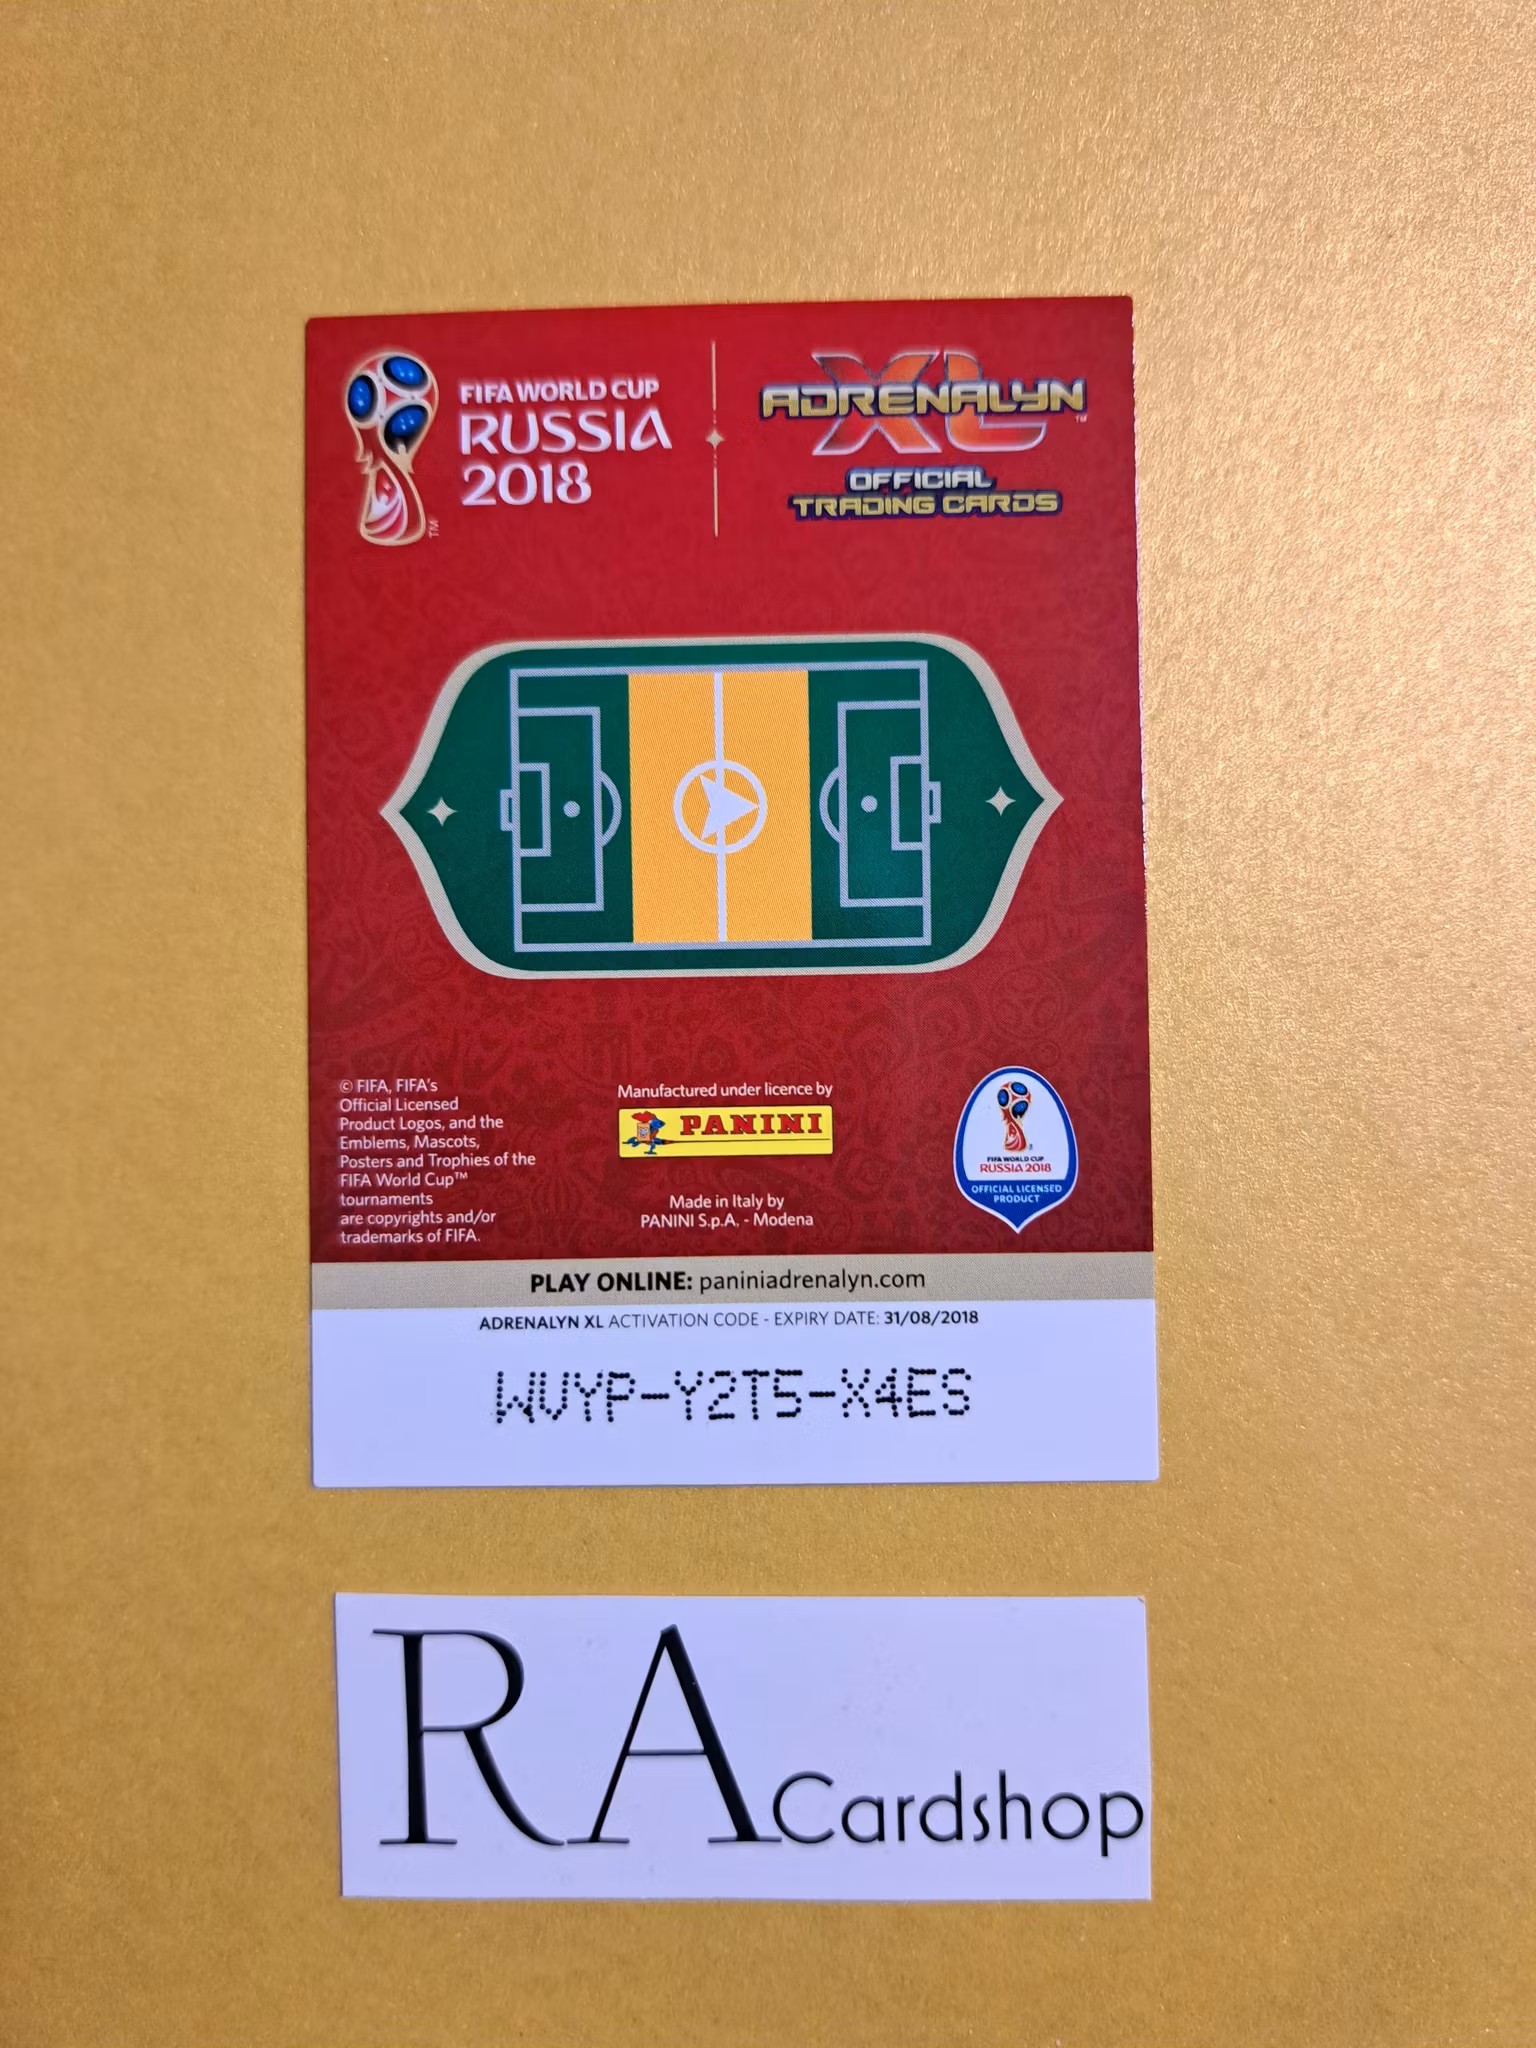 FIFA WORLD CUP
RUSSIA
2018
TM
ADRENALYN
XL
TM
OFFICIAL
TRADING CARDS
© FIFA, FIFA's
Official Licensed
Product Logos, and the
Emblems, Mascots,
Posters and Trophies of the
FIFA World Cup™
tournaments
are copyrights and/or
trademarks of FIFA.
Manufactured under licence by
PANINI
Made in Italy by
PANINI S.p.A. - Modena
FIFA WORLD CUP
RUSSIA 2018
OFFICIAL LICENSED
PRODUCT
PLAY ONLINE: paniniadrenalyn.com
ADRENALYN XL ACTIVATION CODE - EXPIRY DATE: 31/08/2018
WUYP-Y2T5-X4ES
RA Cardshop